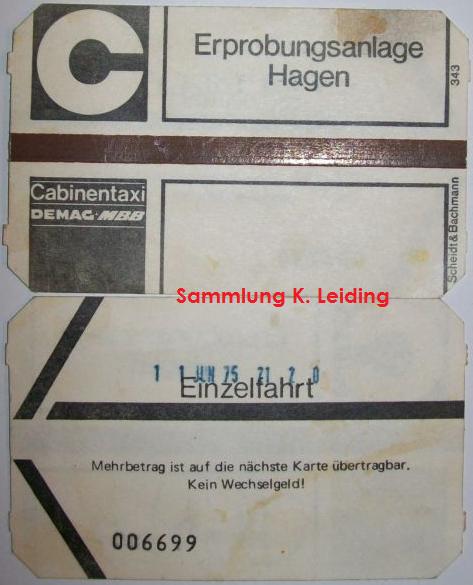 C
Erprobungsanlage
Hagen
343
Cabinentaxi
DEMAG+MBB
Scheidt & Bachmann
Sammlung K. Leiding
1 1 JUN 75 21 2 0
Einzelfahrt
Mehrbetrag ist auf die nächste Karte übertragbar.
Kein Wechselgeld!
006699